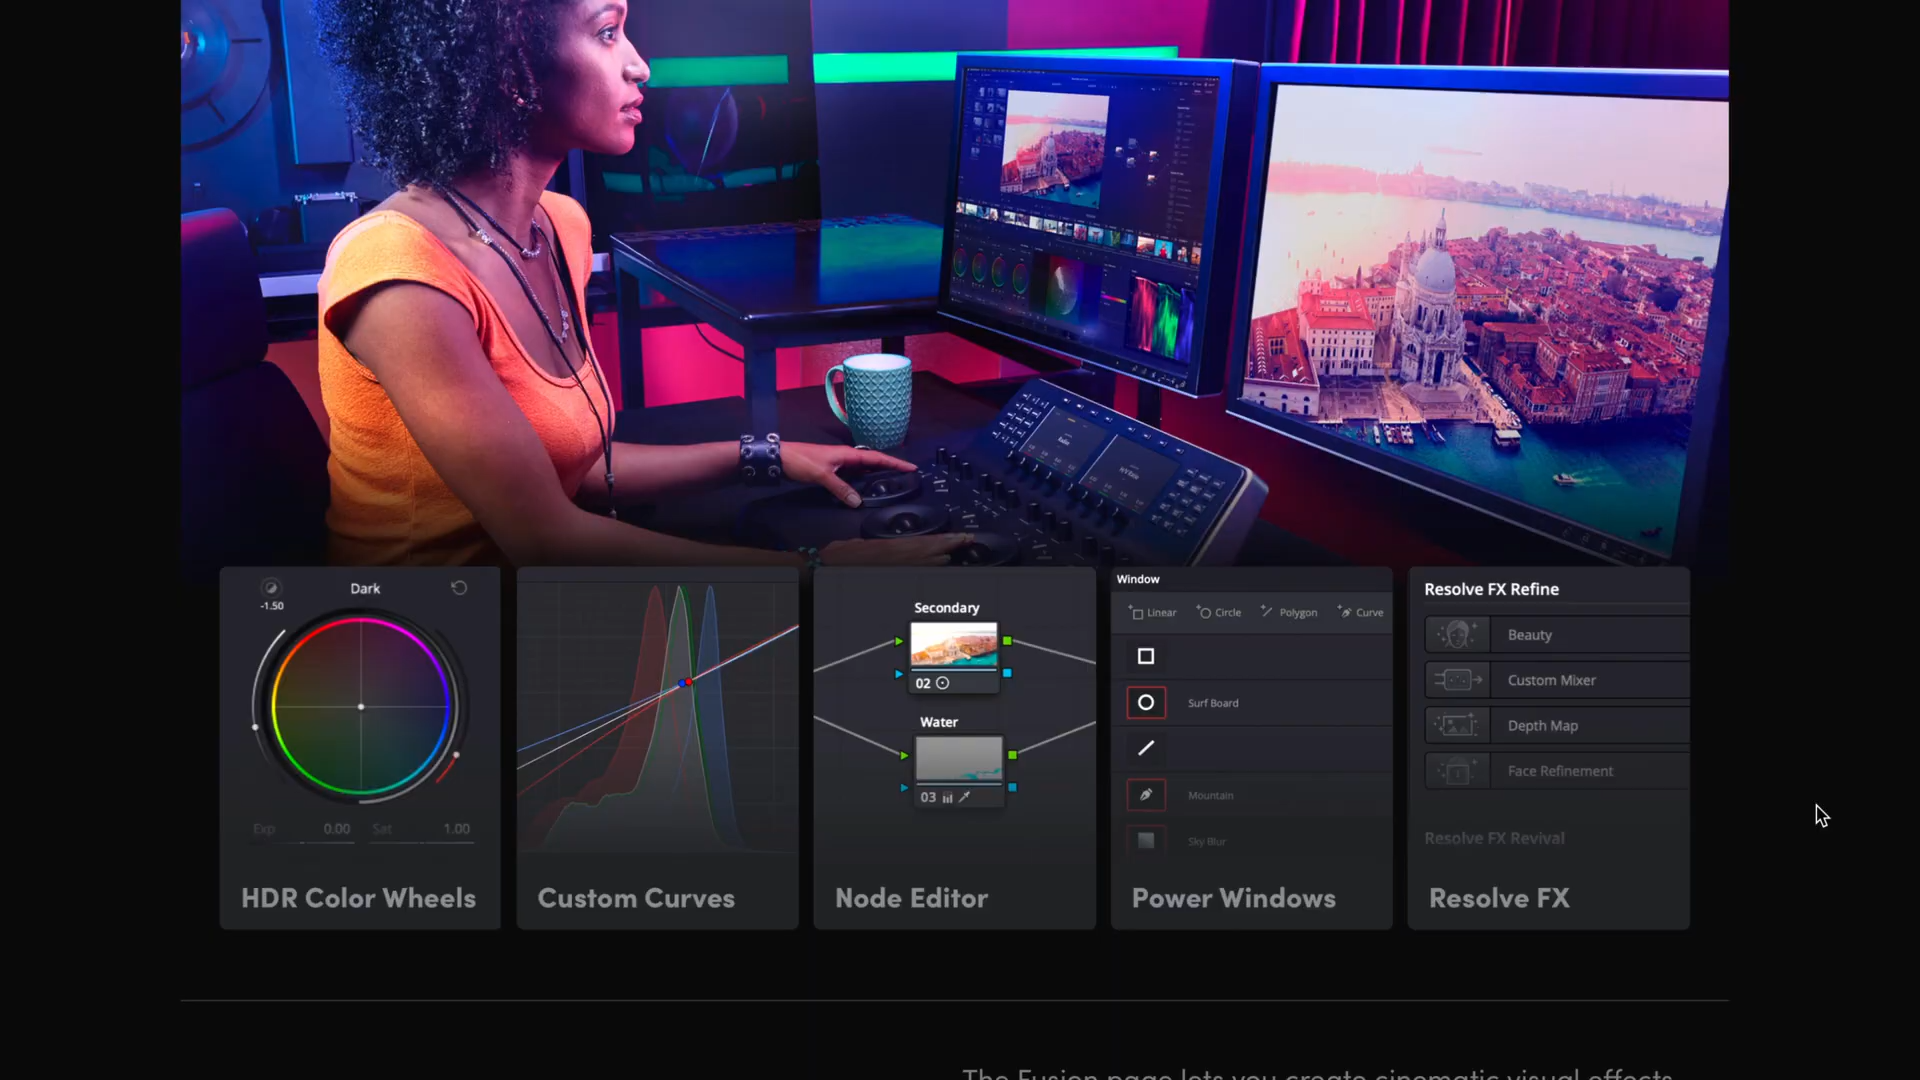 Dark
-1.50
Exp 0.00 Sat 1.00
HDR Color Wheels
Custom Curves
Secondary
02
Water
03
Node Editor
Window
Linear Circle Polygon Curve
Surf Board
Mountain
Sky Blur
Power Windows
Resolve FX Refine
Beauty
Custom Mixer
Depth Map
Face Refinement
Resolve FX Revival
Resolve FX
The Fusion page lets you create cinematic visual effects